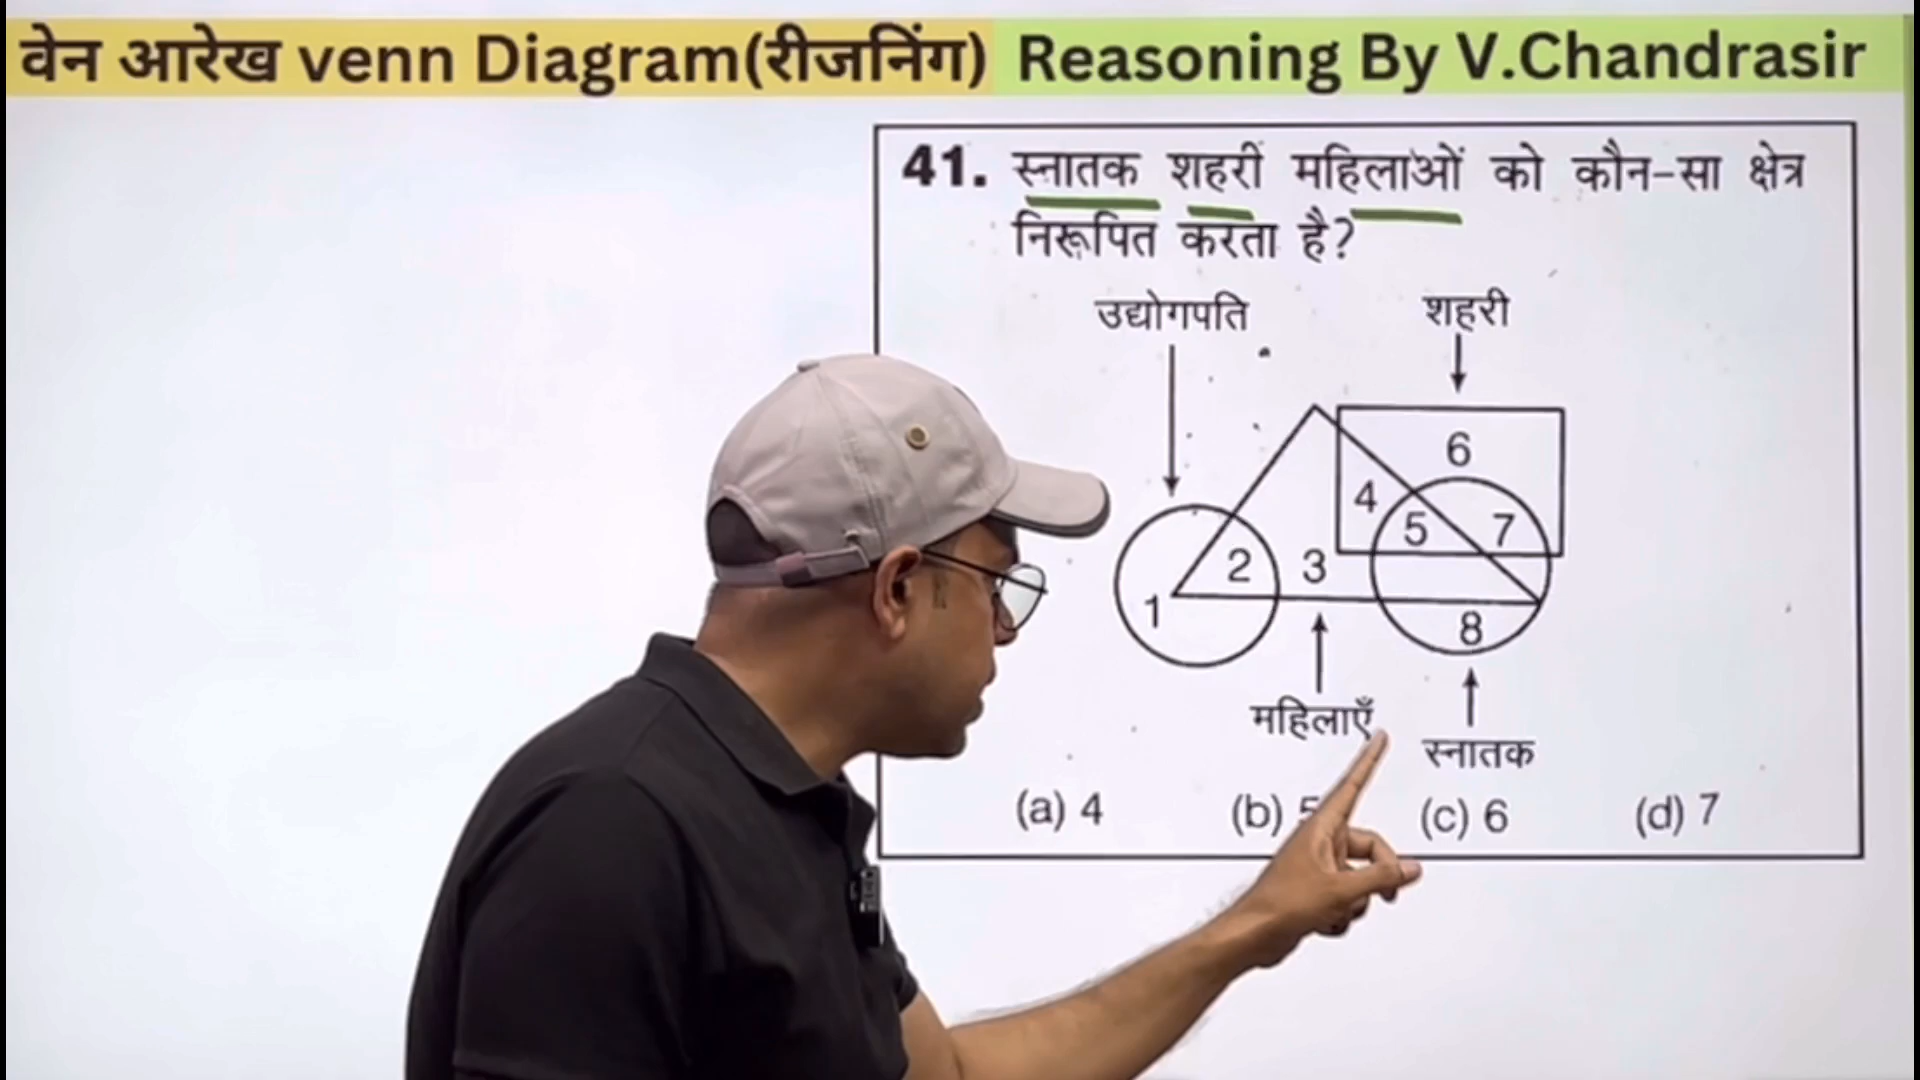 वेन आरेख venn Diagram(रीजनिंग) Reasoning By V.Chandrasir
41. स्नातक शहरी महिलाओं को कौन-सा क्षेत्र
निरूपित करता है?
उद्योगपति शहरी
6
4 5 7
2 3
1 8
महिलाएँ
स्नातक
(a) 4 (b) 5 (c) 6 (d) 7